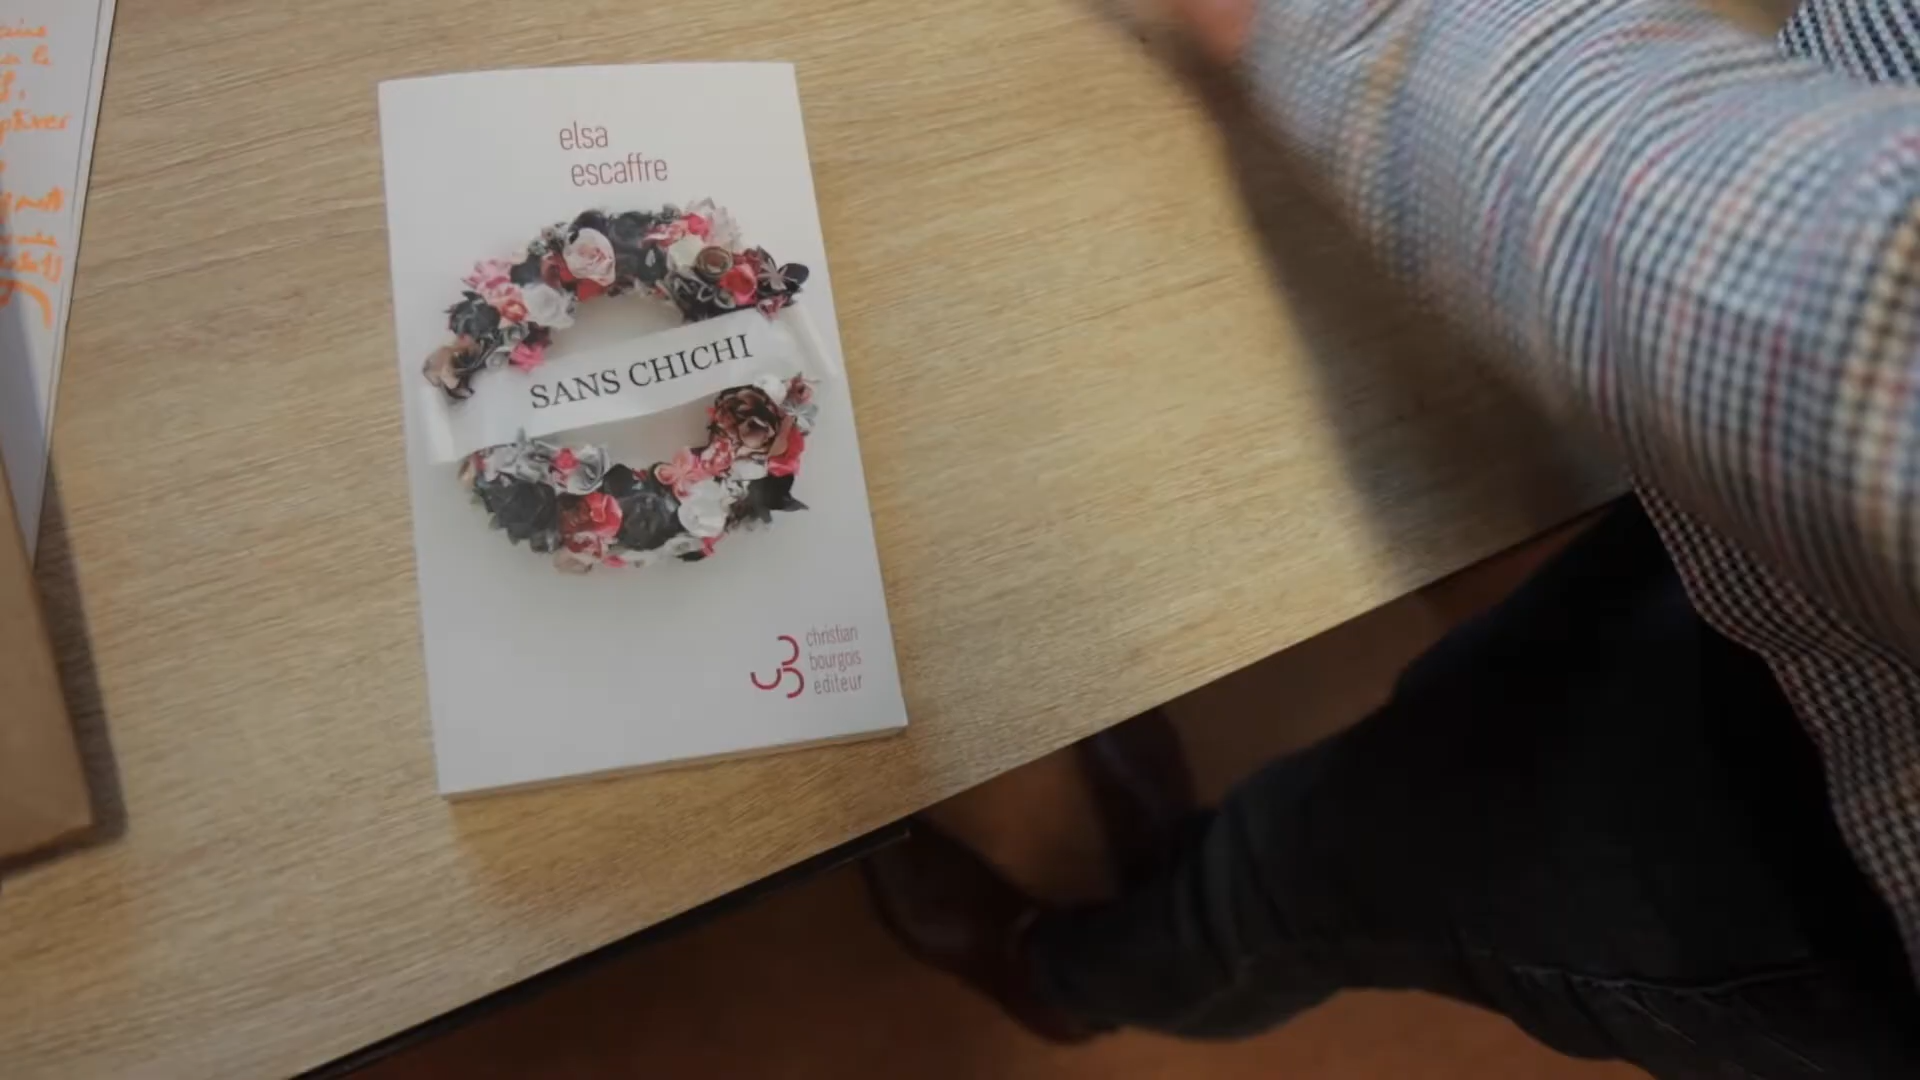 elsa
escaffre
SANS CHICHI
christian
bourgois
editeur